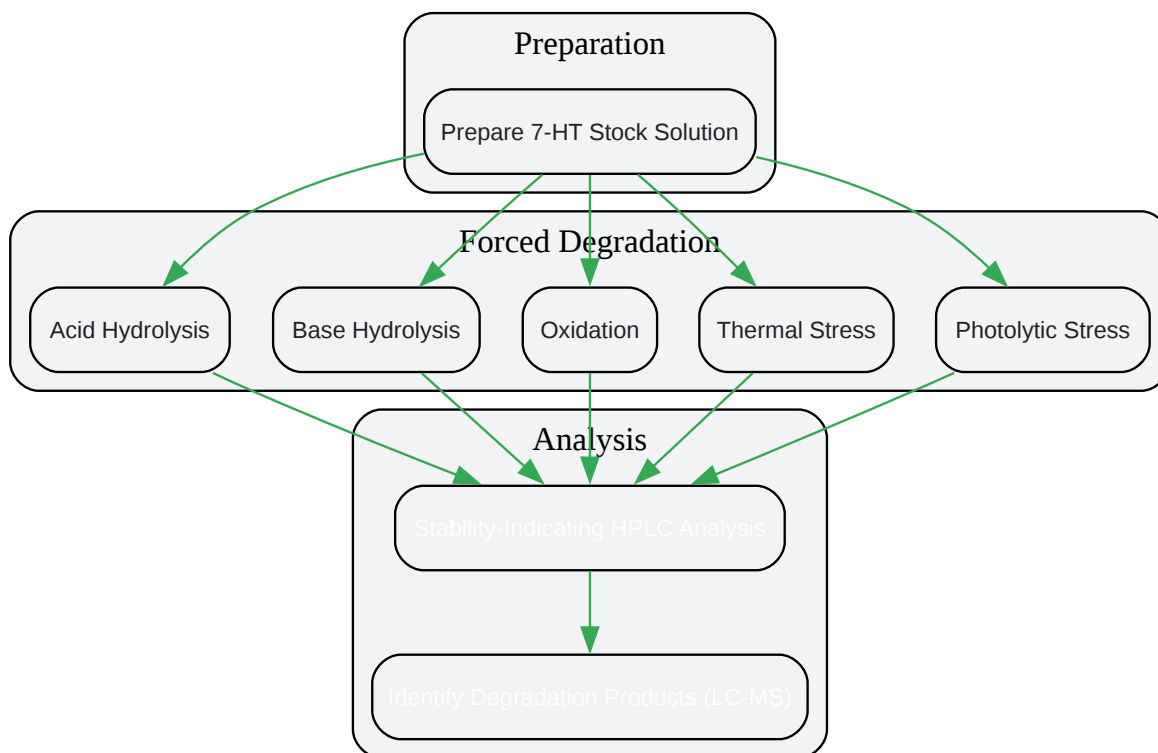 Preparation
Prepare 7-HT Stock Solution
Forced Degradation
Acid Hydrolysis
Base Hydrolysis
Oxidation
Thermal Stress
Photolytic Stress
Analysis
Stability-Indicating HPLC Analysis
Identify Degradation Products (LC-MS)